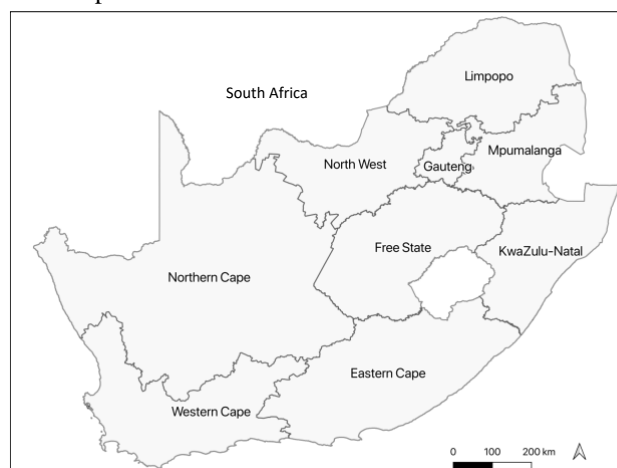 Limpopo
South Africa
North West
Gauteng
Mpumalanga
Free State
KwaZulu-Natal
Northern Cape
Eastern Cape
Western Cape
0 100 200 km